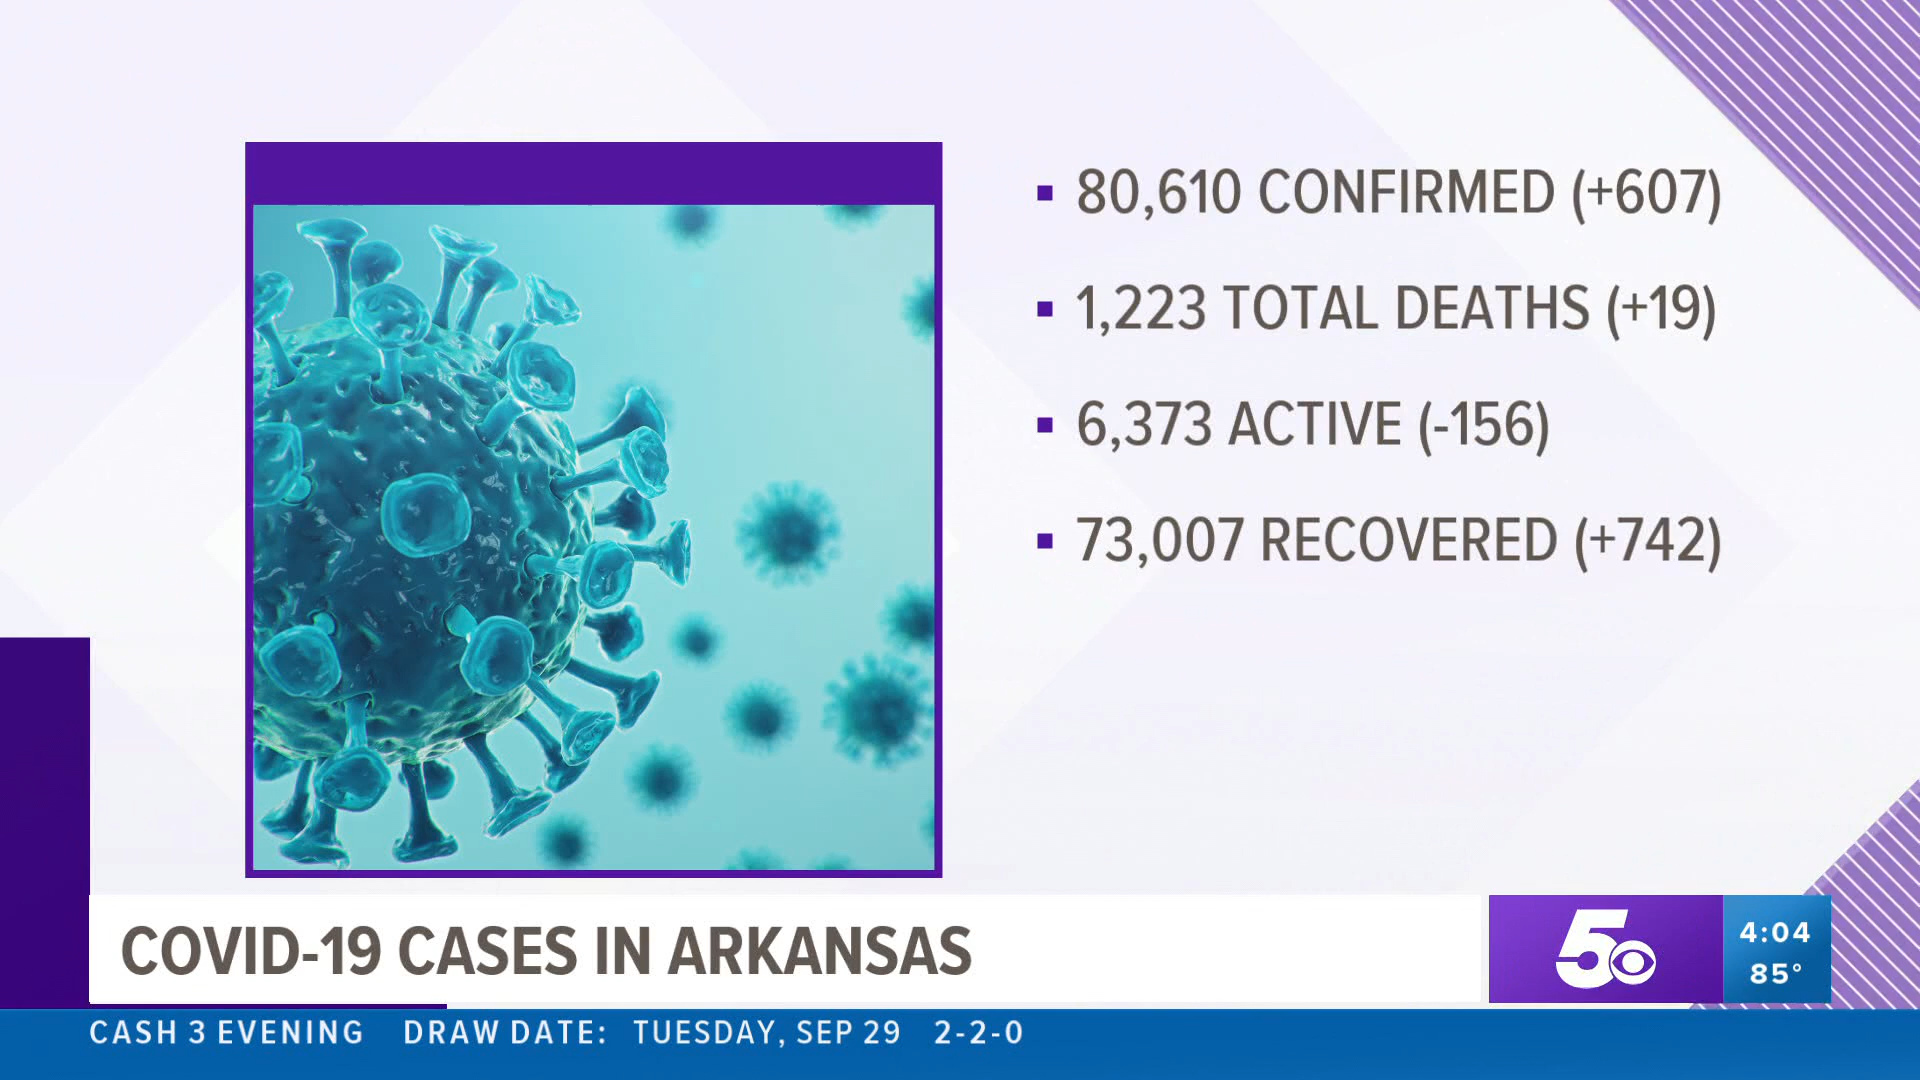 80,610 CONFIRMED (+607)
1,223 TOTAL DEATHS (+19)
6,373 ACTIVE (-156)
73,007 RECOVERED (+742)
COVID-19 CASES IN ARKANSAS
5
4:04
85°
CASH 3 EVENING DRAW DATE: TUESDAY, SEP 29 2-2-0